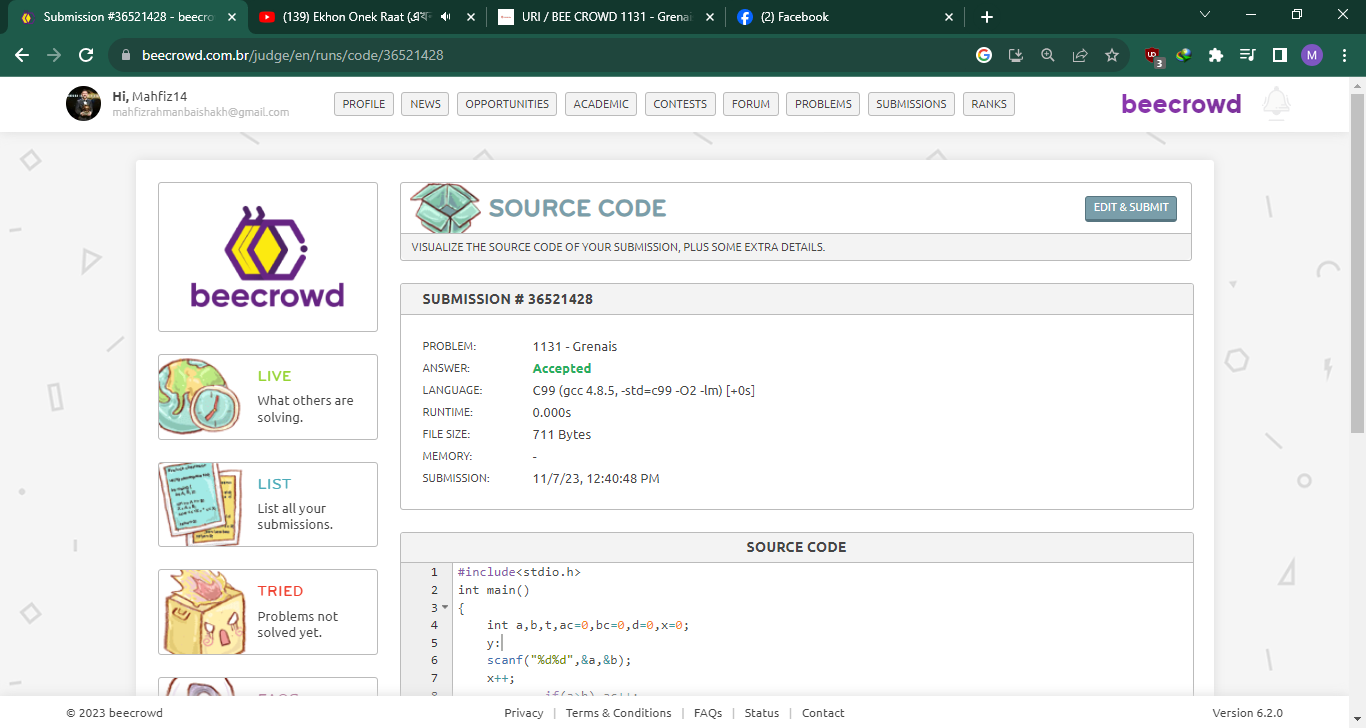 Submission #36521428 - beecro
(139) Ekhon Onek Raat (এখন
URI / BEE CROWD 1131 - Grenai
(2) Facebook
beecrowd.com.br/judge/en/runs/code/36521428
3
M
Hi, Mahfiz14
mahfizrahmanbaishakh@gmail.com
PROFILE NEWS OPPORTUNITIES ACADEMIC CONTESTS FORUM PROBLEMS SUBMISSIONS RANKS
beecrowd
beecrowd
SOURCE CODE
EDIT & SUBMIT
VISUALIZE THE SOURCE CODE OF YOUR SUBMISSION, PLUS SOME EXTRA DETAILS.
SUBMISSION # 36521428
PROBLEM: 1131 - Grenais
ANSWER: Accepted
LANGUAGE: C99 (gcc 4.8.5, -std=c99 -O2 -lm) [+0s]
RUNTIME: 0.000s
FILE SIZE: 711 Bytes
MEMORY: -
SUBMISSION: 11/7/23, 12:40:48 PM
LIVE
What others are
solving.
LIST
List all your
submissions.
TRIED
Problems not
solved yet.
FAQS
SOURCE CODE
1 #include<stdio.h>
2 int main()
3 {
4 int a,b,t,ac=0,bc=0,d=0,x=0;
5 y:
6 scanf("%d%d",&a,&b);
7 x++;
8 if(a>b) ac++;
© 2023 beecrowd
Privacy | Terms & Conditions | FAQs | Status | Contact
Version 6.2.0